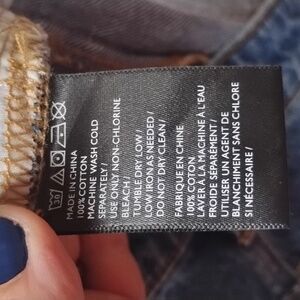 MADE IN CHINA
100% COTTON
MACHINE WASH COLD
SEPARATELY /
USE ONLY NON-CHLORINE
BLEACH /
TUMBLE DRY LOW /
LOW IRON AS NEEDED /
DO NOT DRY CLEAN /
FABRIQUE EN CHINE
100% COTON
LAVER À LA MACHINE À L'EAU
FROIDE SÉPARÉMENT /
UTILISER UN AGENT DE
BLANCHIMENT SANS CHLORE
SI NÉCESSAIRE /